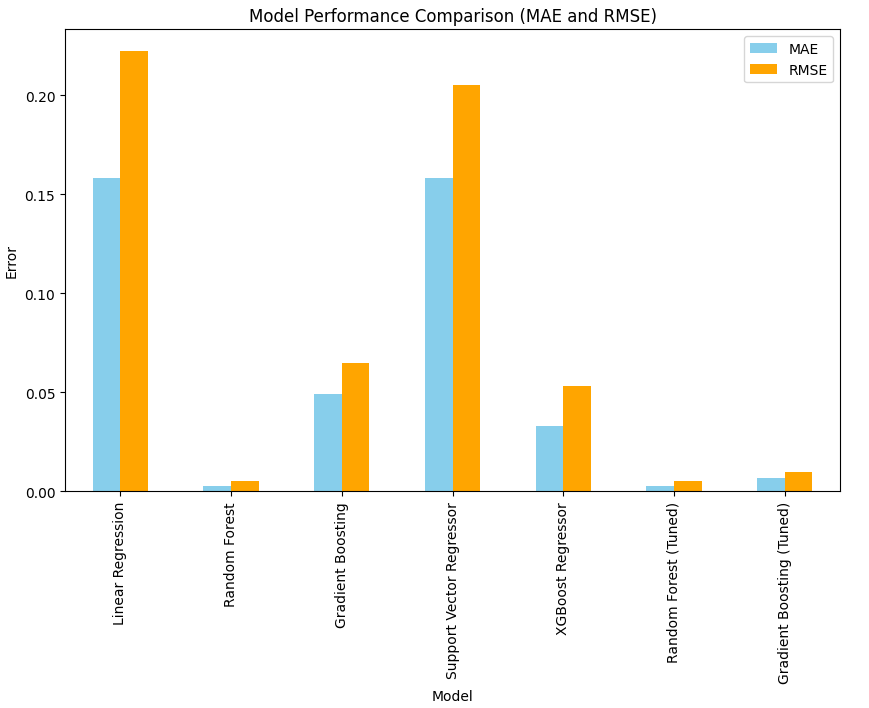 Model Performance Comparison (MAE and RMSE)
MAE
RMSE
Error
0.20
0.15
0.10
0.05
0.00
Linear Regression
Random Forest
Gradient Boosting
Support Vector Regressor
XGBoost Regressor
Random Forest (Tuned)
Gradient Boosting (Tuned)
Model